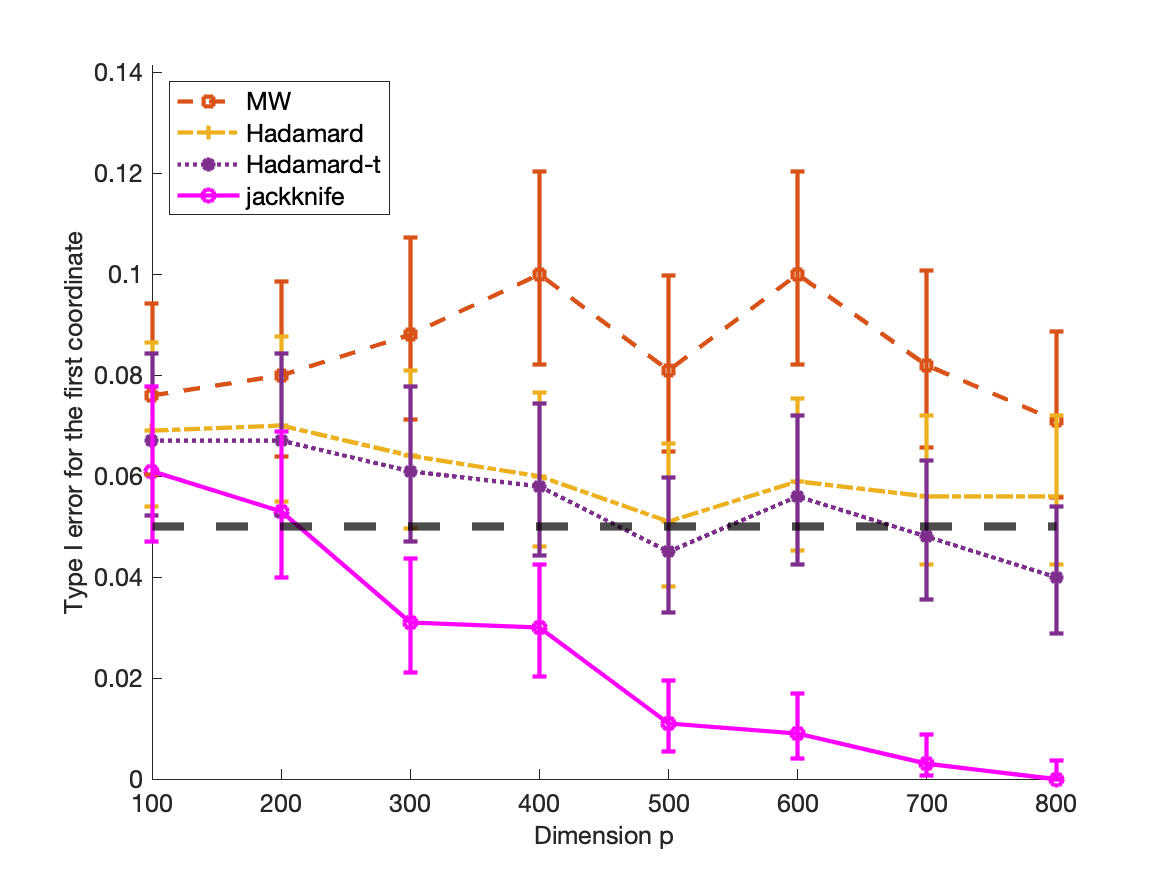 0.14
0.12
0.1
0.08
0.06
0.04
0.02
0
Type I error for the first coordinate
MW
Hadamard
Hadamard-t
jackknife
100 200 300 400 500 600 700 800
Dimension p